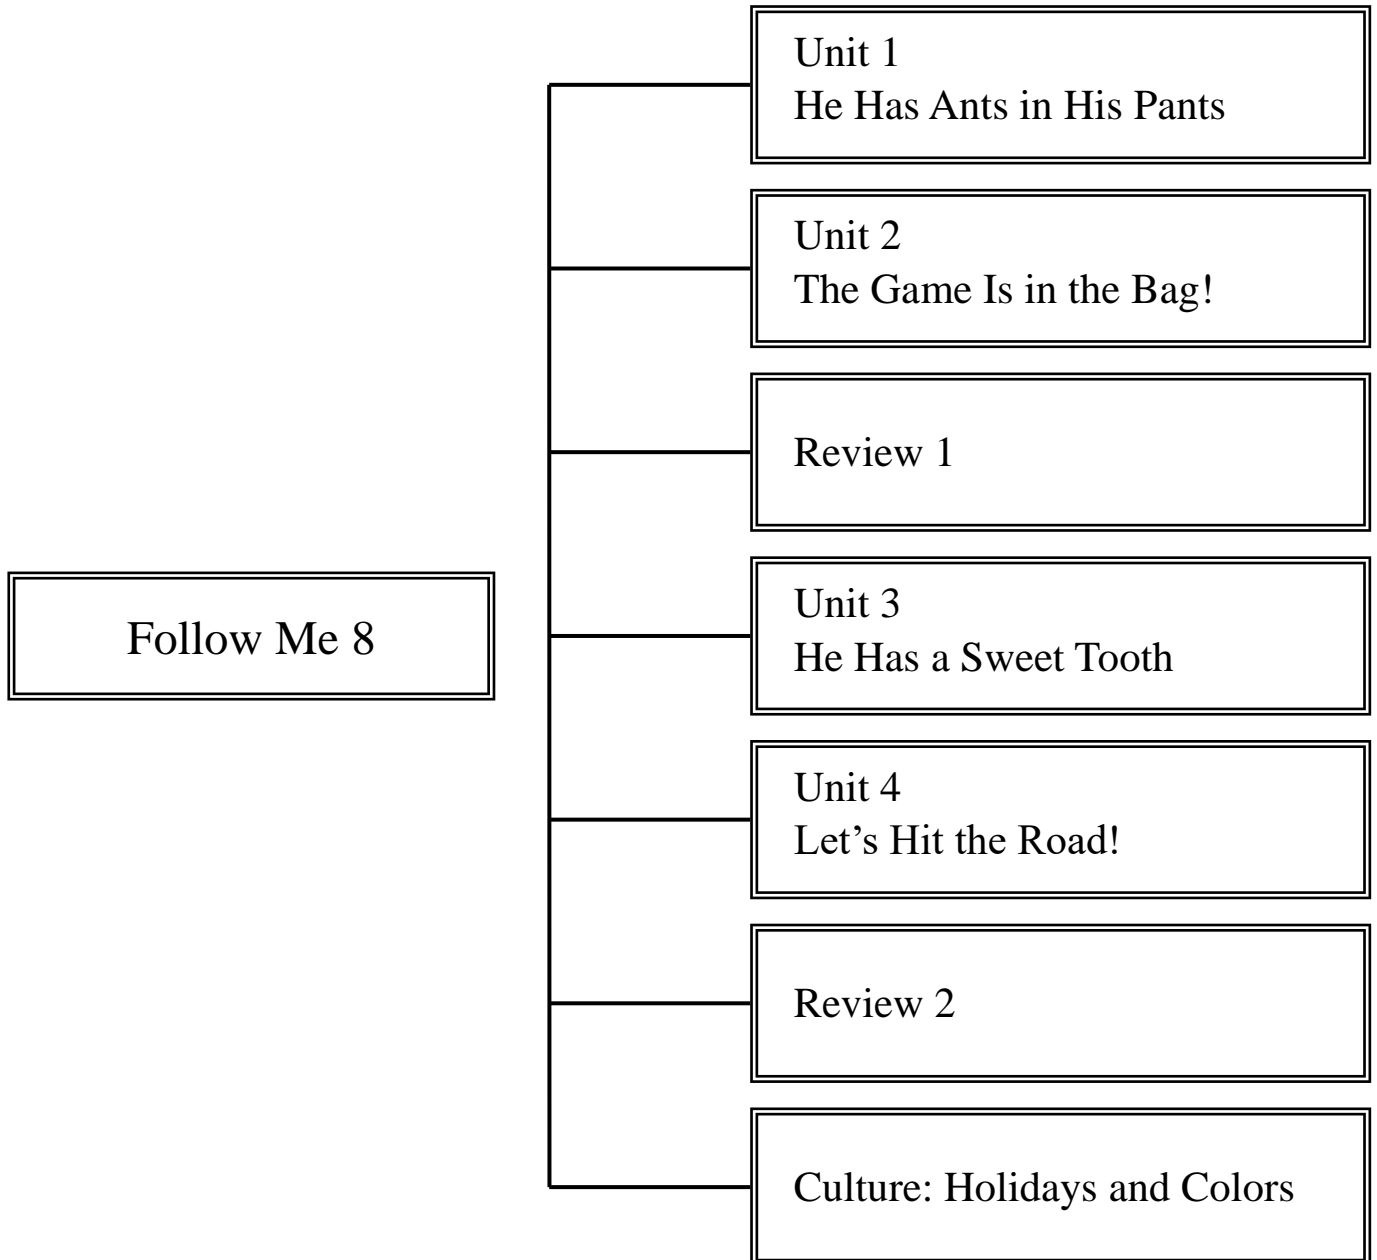 Follow Me 8
Unit 1
He Has Ants in His Pants
Unit 2
The Game Is in the Bag!
Review 1
Unit 3
He Has a Sweet Tooth
Unit 4
Let’s Hit the Road!
Review 2
Culture: Holidays and Colors